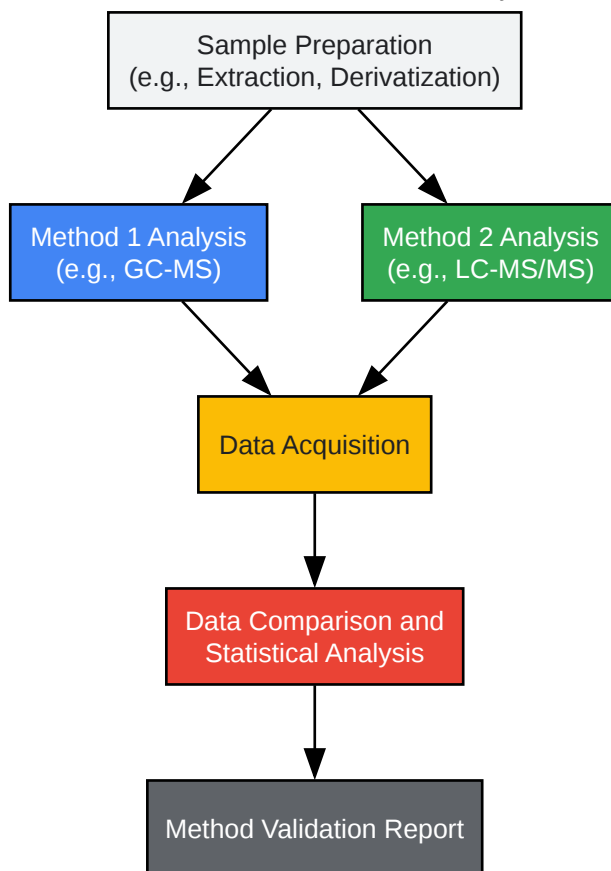 Sample Preparation
(e.g., Extraction, Derivatization)
Method 1 Analysis
(e.g., GC-MS)
Method 2 Analysis
(e.g., LC-MS/MS)
Data Acquisition
Data Comparison and
Statistical Analysis
Method Validation Report